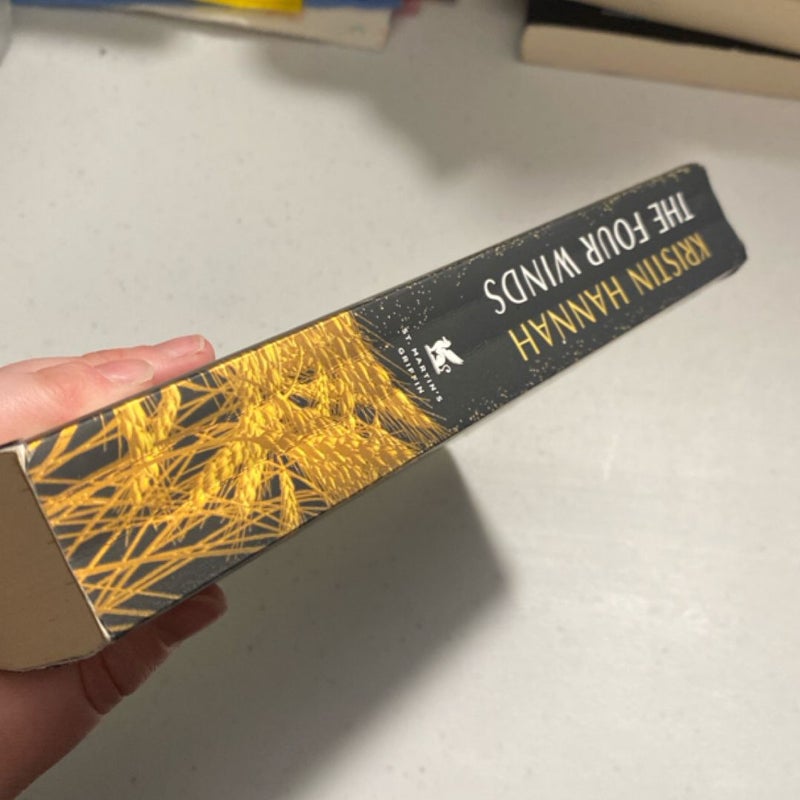 KRISTIN HANNAH
THE FOUR WINDS
ST. MARTIN'S
GRIFFIN